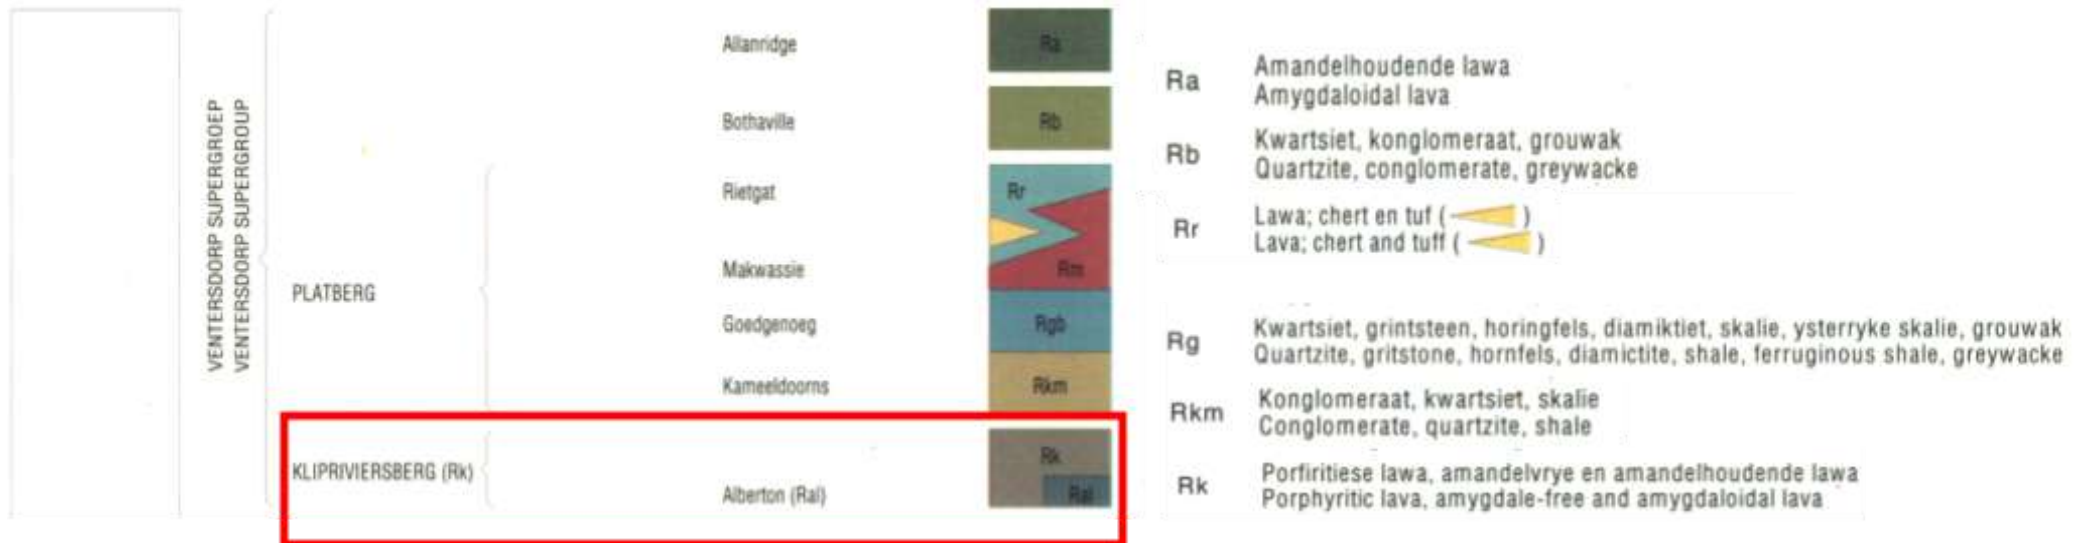 VENTERSDORP SUPERGROEP
VENTERSDORP SUPERGROUP
PLATBERG
KLIPRIVIERSBERG (Rk)
Allanridge
Bothaville
Rietgat
Makwassie
Goedgenoeg
Kameeldoorns
Alberton (Ral)
Ra
Rb
Rr
Rm
Rgb
Rkm
Rk
Ral
Ra
Amandelhoudende lawa
Amygdaloidal lava
Rb
Kwartsiet, konglomeraat, grouwak
Quartzite, conglomerate, greywacke
Rr
Lawa; chert en tuf ( )
Lava; chert and tuff ( )
Rg
Kwartsiet, grintsteen, horingfels, diamiktiet, skalie, ysterryke skalie, grouwak
Quartzite, gritstone, hornfels, diamictite, shale, ferruginous shale, greywacke
Rkm
Konglomeraat, kwartsiet, skalie
Conglomerate, quartzite, shale
Rk
Porfiritiese lawa, amandelvrye en amandelhoudende lawa
Porphyritic lava, amygdale-free and amygdaloidal lava